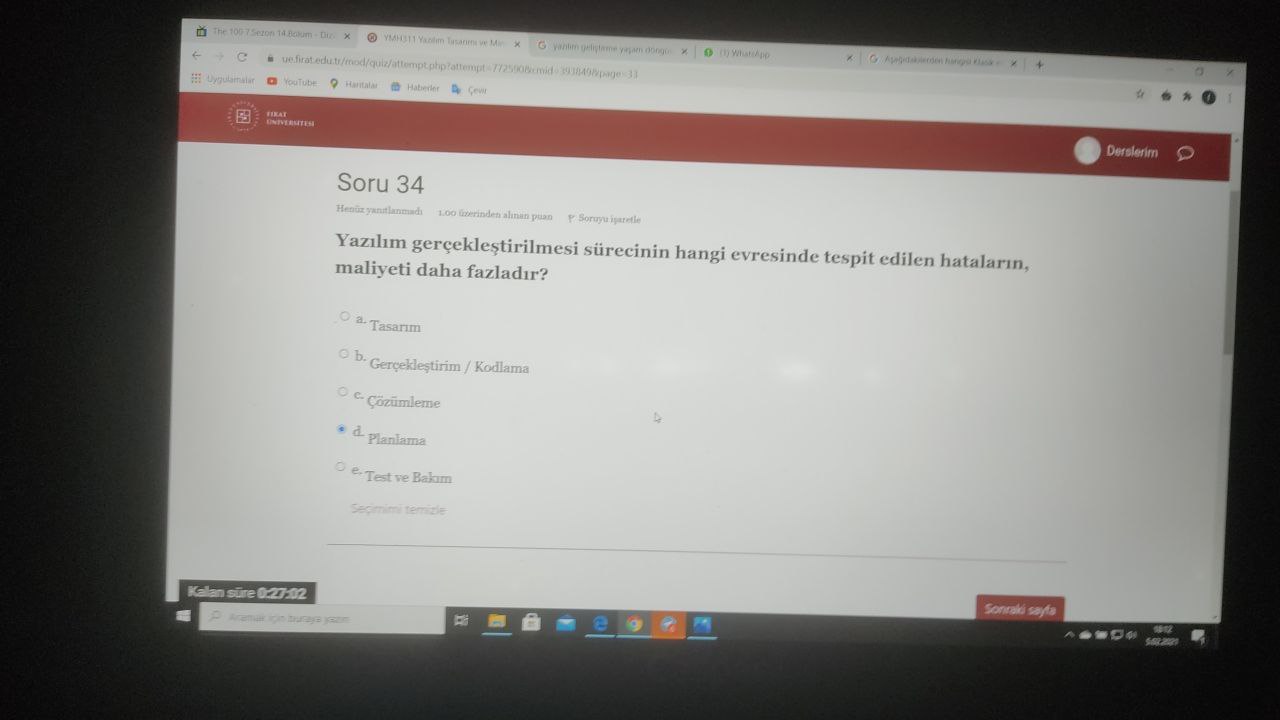 The 100 7.Sezon 14.Bölüm - Diz
YMH311 Yazılım Tasarımı ve Mim
yazılım geliştirme yaşam döngü
(1) WhatsApp
Aşağıdakilerden hangisi Klasik
ue.firat.edu.tr/mod/quiz/attempt.php?attempt=772590&cmid=393849&page=33
Uygulamalar YouTube Haritalar Haberler Çevir
FIRAT
ÜNİVERSİTESİ
Derslerim
Soru 34
Henüz yanıtlanmadı 1.00 üzerinden alınan puan Soruyu işaretle
Yazılım gerçekleştirilmesi sürecinin hangi evresinde tespit edilen hataların,
maliyeti daha fazladır?
a. Tasarım
b. Gerçekleştirim / Kodlama
c. Çözümleme
d. Planlama
e. Test ve Bakım
Seçimimi temizle
Kalan süre 0:27:02
Sonraki sayfa
Aramak için buraya yazın
18:12